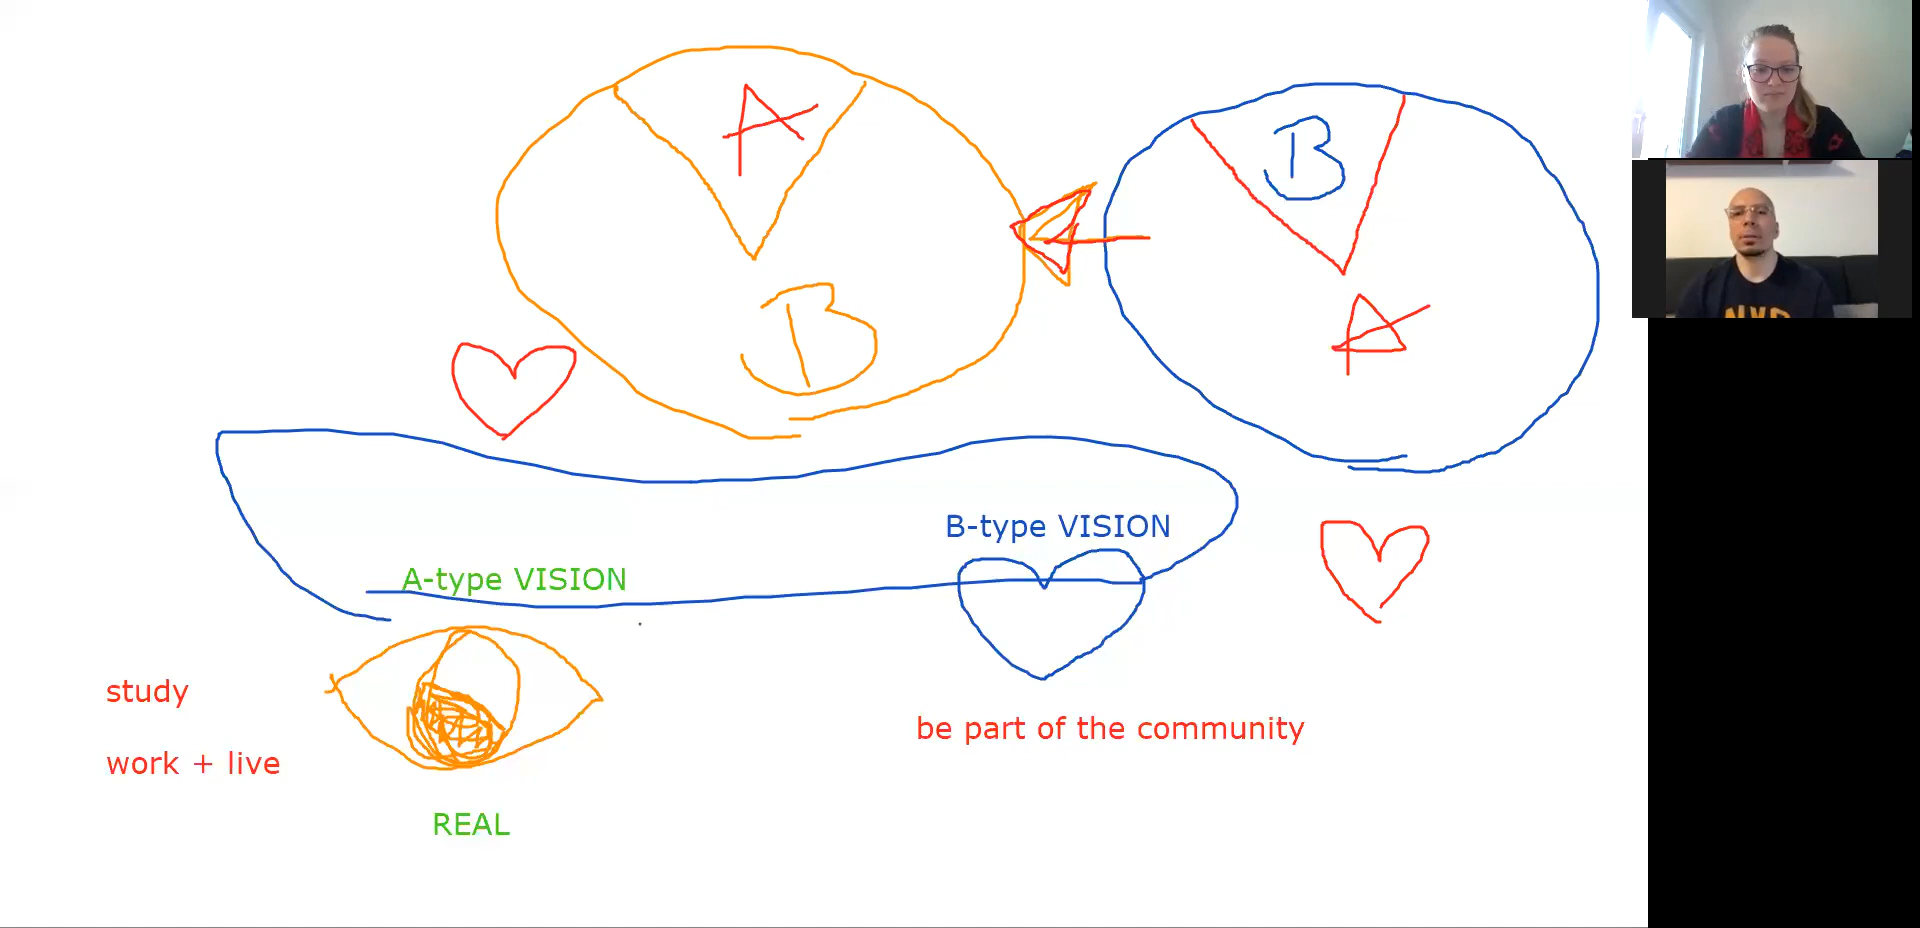 A
B
B
A
B-type VISION
A-type VISION
study
be part of the community
work + live
REAL